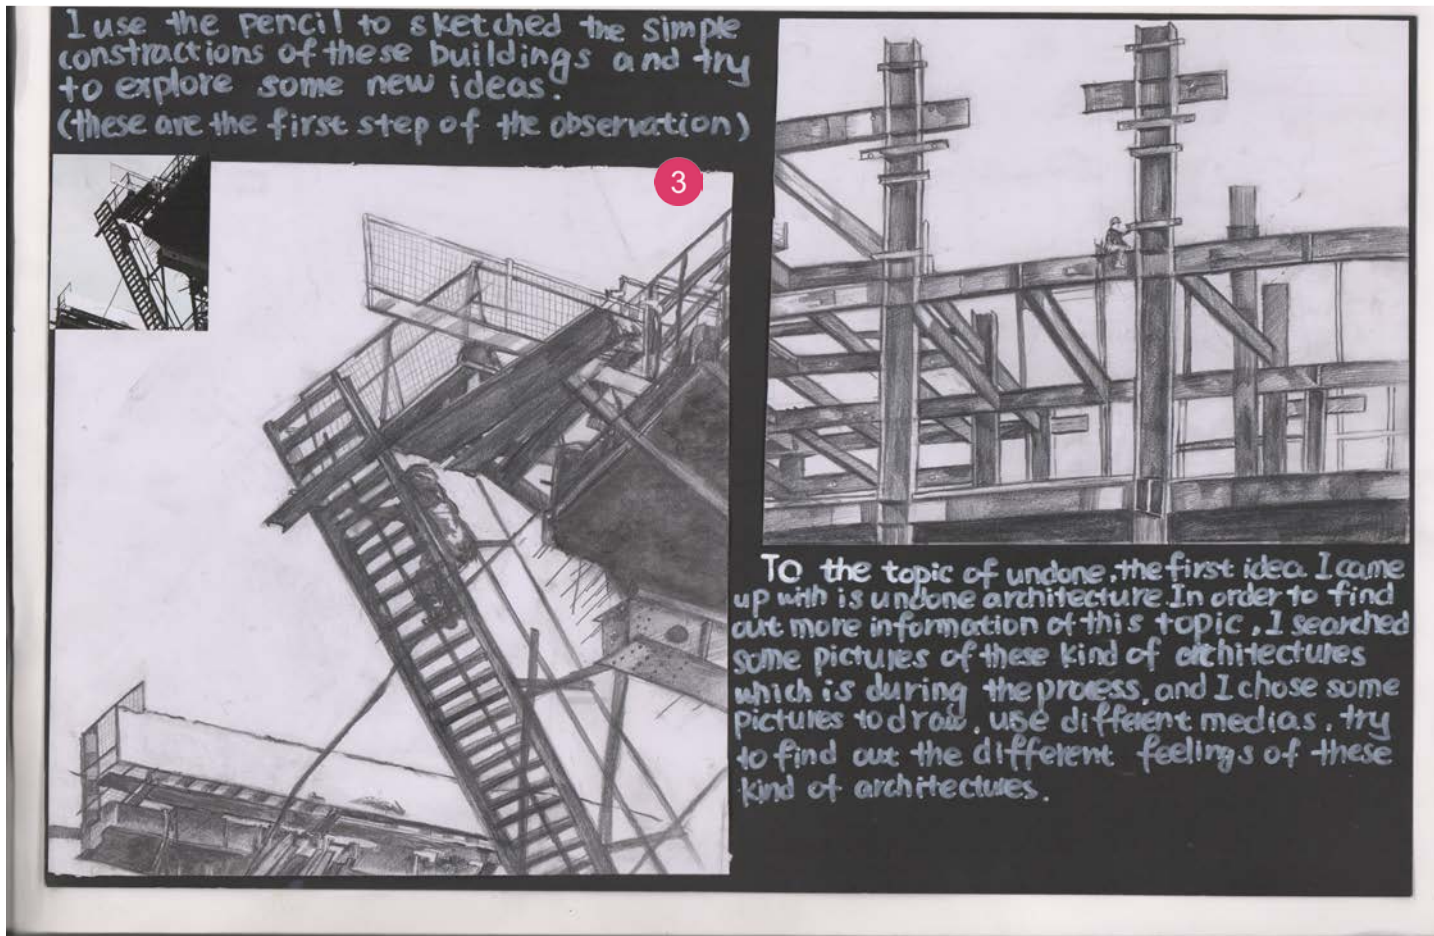 I use the pencil to sketched the simple
constractions of these buildings and try
to explore some new ideas.
(these are the first step of the observation)
3
To the topic of undone, the first idea I came
up with is undone architecture. In order to find
out more information of this topic, I searched
some pictures of these kind of architectures
which is during the process, and I chose some
pictures to draw, use different medias, try
to find out the different feelings of these
kind of architectures.